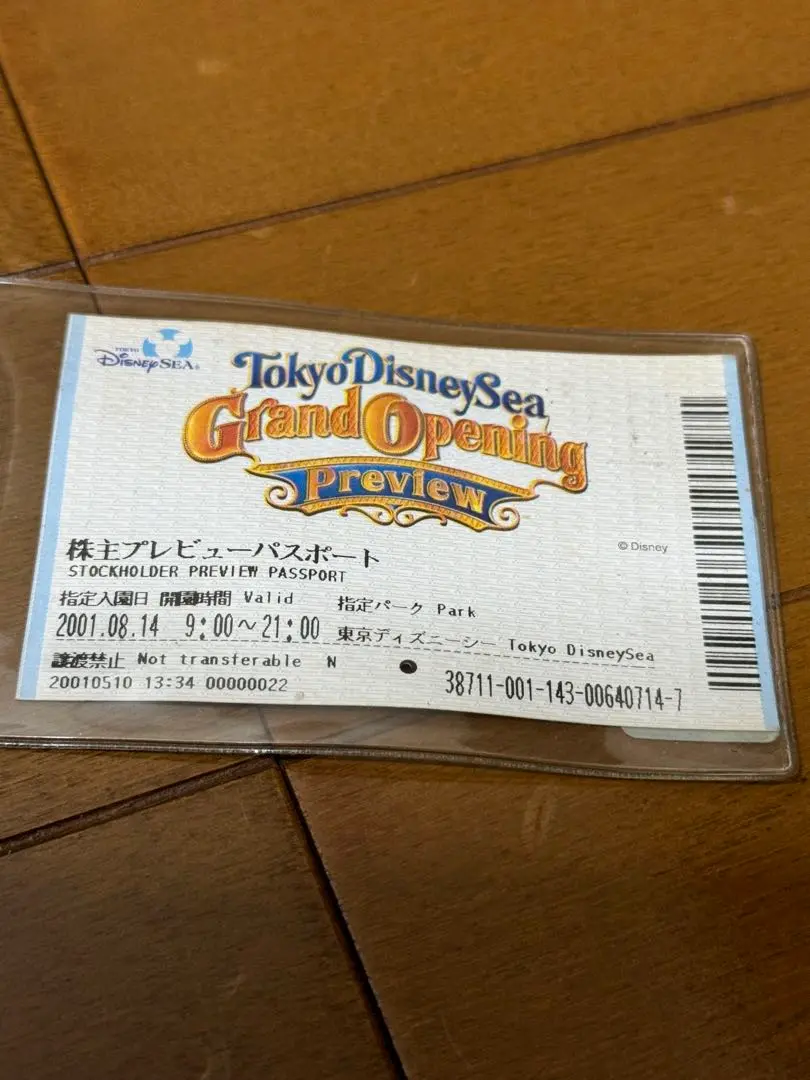 TOKYO
DISNEYSEA®
Tokyo DisneySea
Grand Opening
Preview
© Disney
株主プレビューパスポート
STOCKHOLDER PREVIEW PASSPORT
指定入園日 開園時間 Valid
指定パーク Park
2001.08.14 9:00～21:00
東京ディズニーシー Tokyo DisneySea
譲渡禁止 Not transferable N
20010510 13:34 00000022
38711-001-143-00640714-7